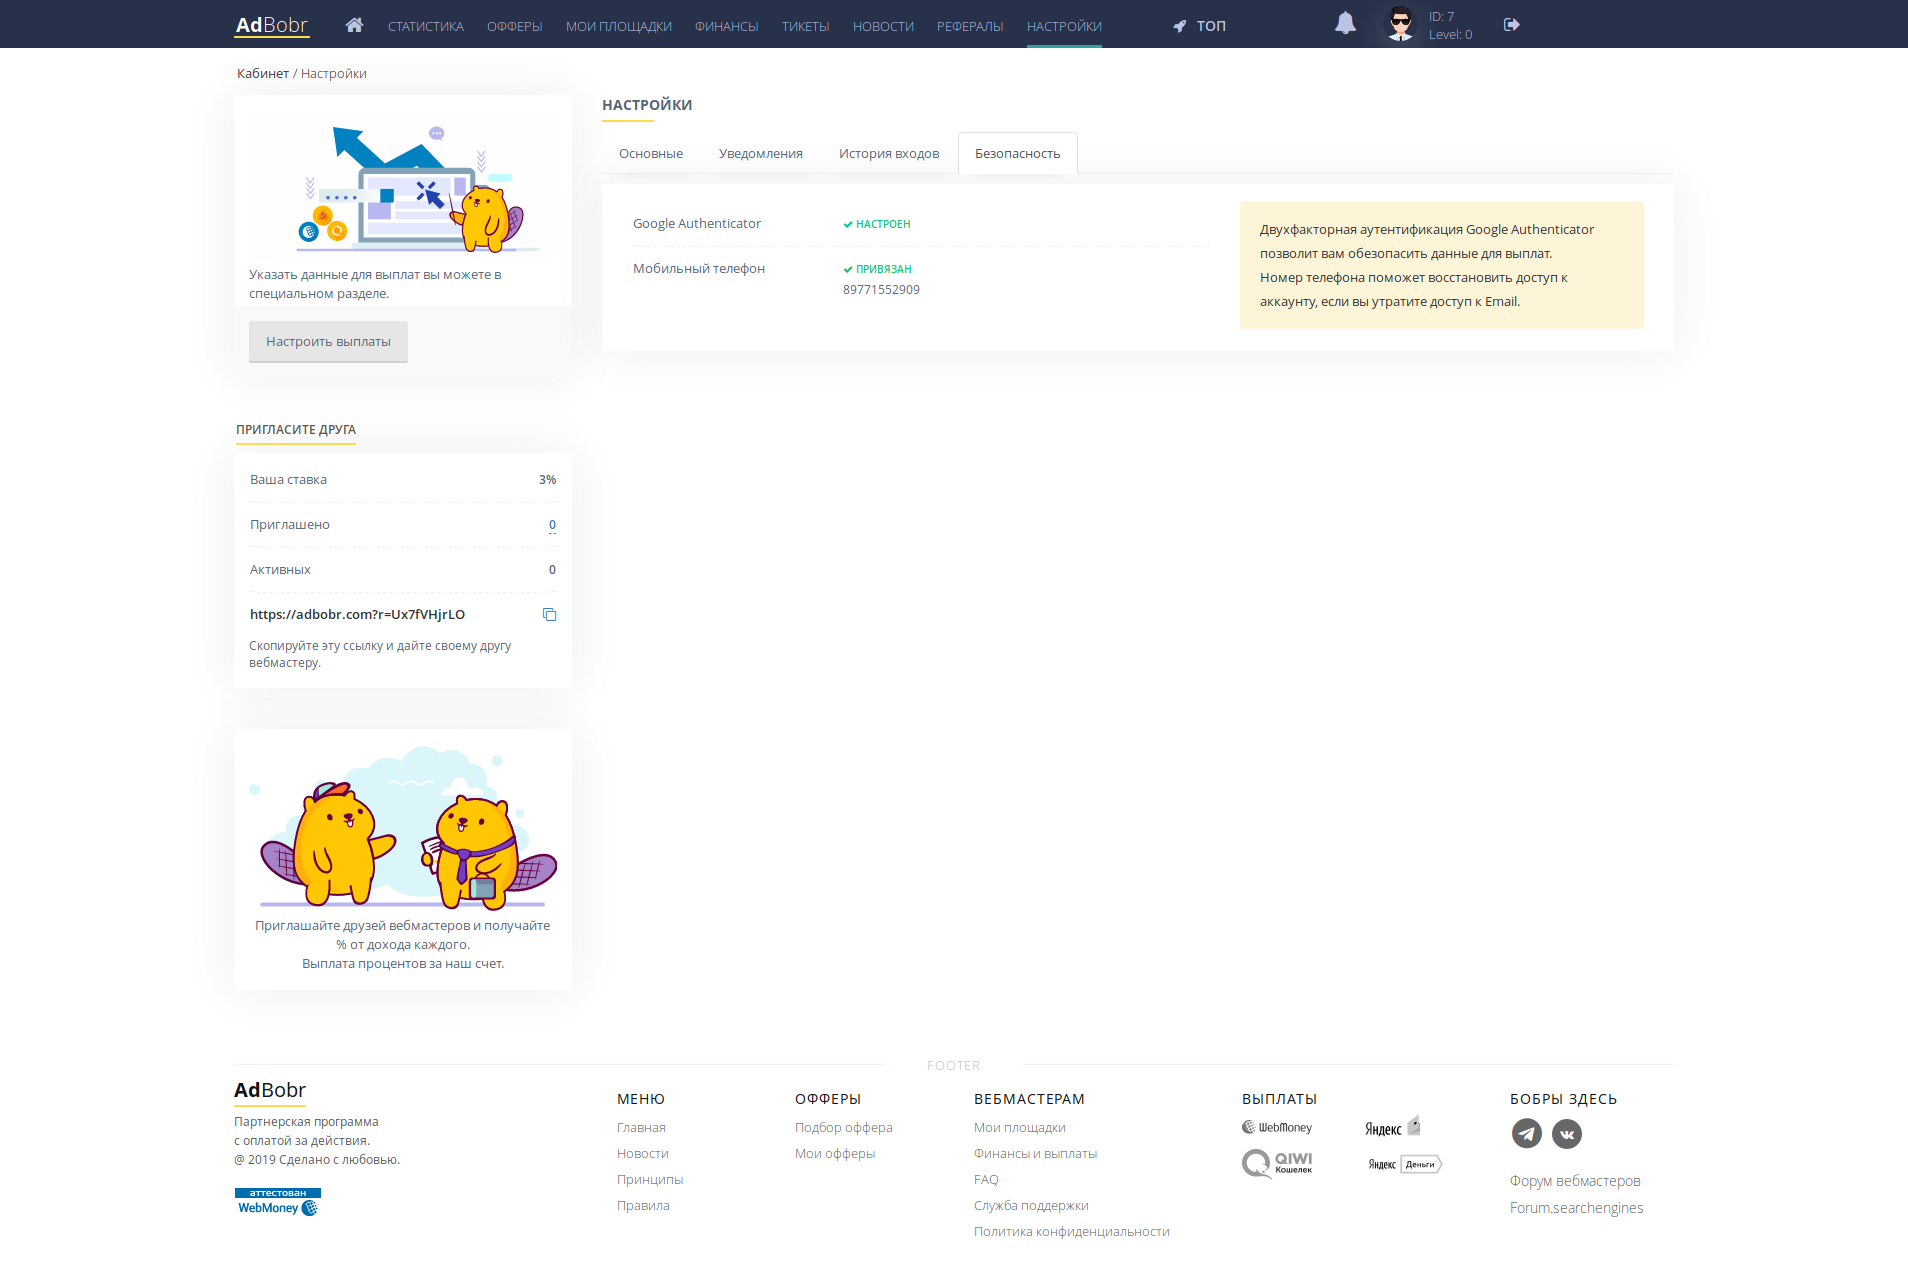 AdBobr
СТАТИСТИКА
ОФФЕРЫ
МОИ ПЛОЩАДКИ
ФИНАНСЫ
ТИКЕТЫ
НОВОСТИ
РЕФЕРАЛЫ
НАСТРОЙКИ
ТОП
ID: 7
Level: 0
Кабинет / Настройки
Указать данные для выплат вы можете в
специальном разделе.
Настроить выплаты
ПРИГЛАСИТЕ ДРУГА
Ваша ставка 3%
Приглашено 0
Активных 0
https://adbobr.com?r=Ux7fVHjrLO
Скопируйте эту ссылку и дайте своему другу
вебмастеру.
Приглашайте друзей вебмастеров и получайте
% от дохода каждого.
Выплата процентов за наш счет.
НАСТРОЙКИ
Основные
Уведомления
История входов
Безопасность
Google Authenticator НАСТРОЕН
Мобильный телефон ПРИВЯЗАН
89771552909
Двухфакторная аутентификация Google Authenticator
позволит вам обезопасить данные для выплат.
Номер телефона поможет восстановить доступ к
аккаунту, если вы утратите доступ к Email.
FOOTER
AdBobr
Партнерская программа
с оплатой за действия.
@ 2019 Сделано с любовью.
аттестован
WebMoney
МЕНЮ
Главная
Новости
Принципы
Правила
ОФФЕРЫ
Подбор оффера
Мои офферы
ВЕБМАСТЕРАМ
Мои площадки
Финансы и выплаты
FAQ
Служба поддержки
Политика конфиденциальности
ВЫПЛАТЫ
WebMoney
Яндекс
QIWI
Кошелек
Яндекс Деньги
БОБРЫ ЗДЕСЬ
Форум вебмастеров
Forum.searchengines